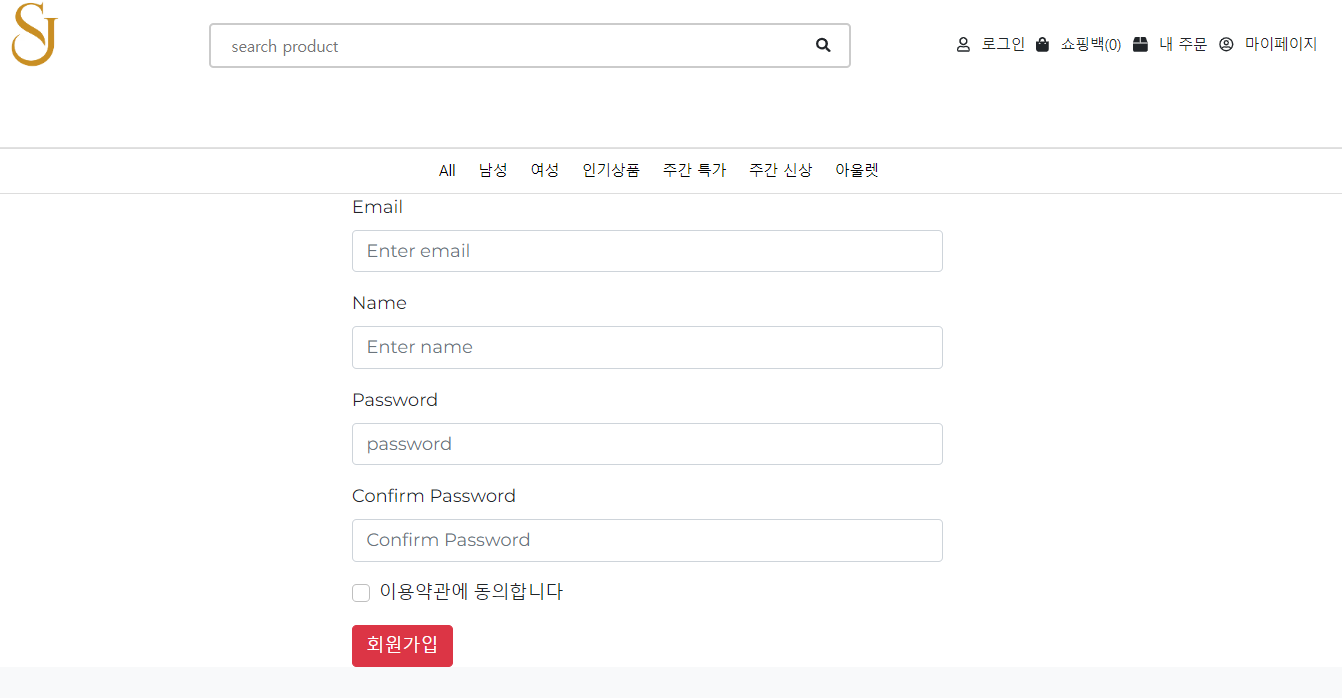 SJ
search product
로그인 쇼핑백(0) 내 주문 마이페이지
All 남성 여성 인기상품 주간 특가 주간 신상 아울렛
Email
Enter email
Name
Enter name
Password
password
Confirm Password
Confirm Password
이용약관에 동의합니다
회원가입